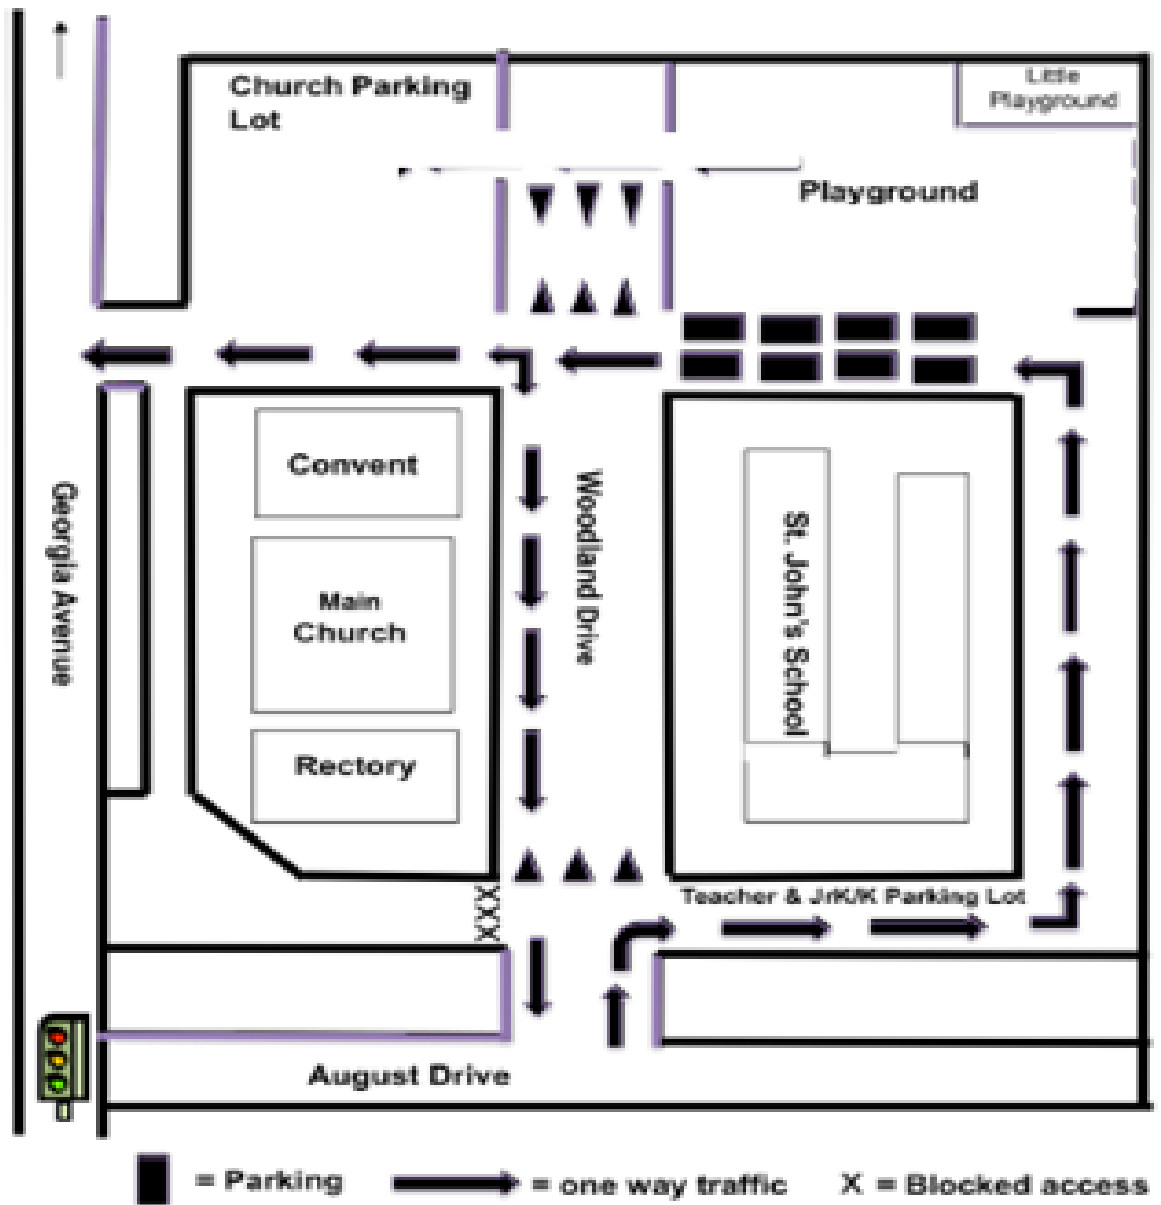 Church Parking
Lot
Little
Playground
Playground
Convent
Main
Church
Rectory
Georgia Avenue
Woodland Drive
St. John's School
XXX
Teacher & JrK/K Parking Lot
August Drive
= Parking
= one way traffic
X = Blocked access